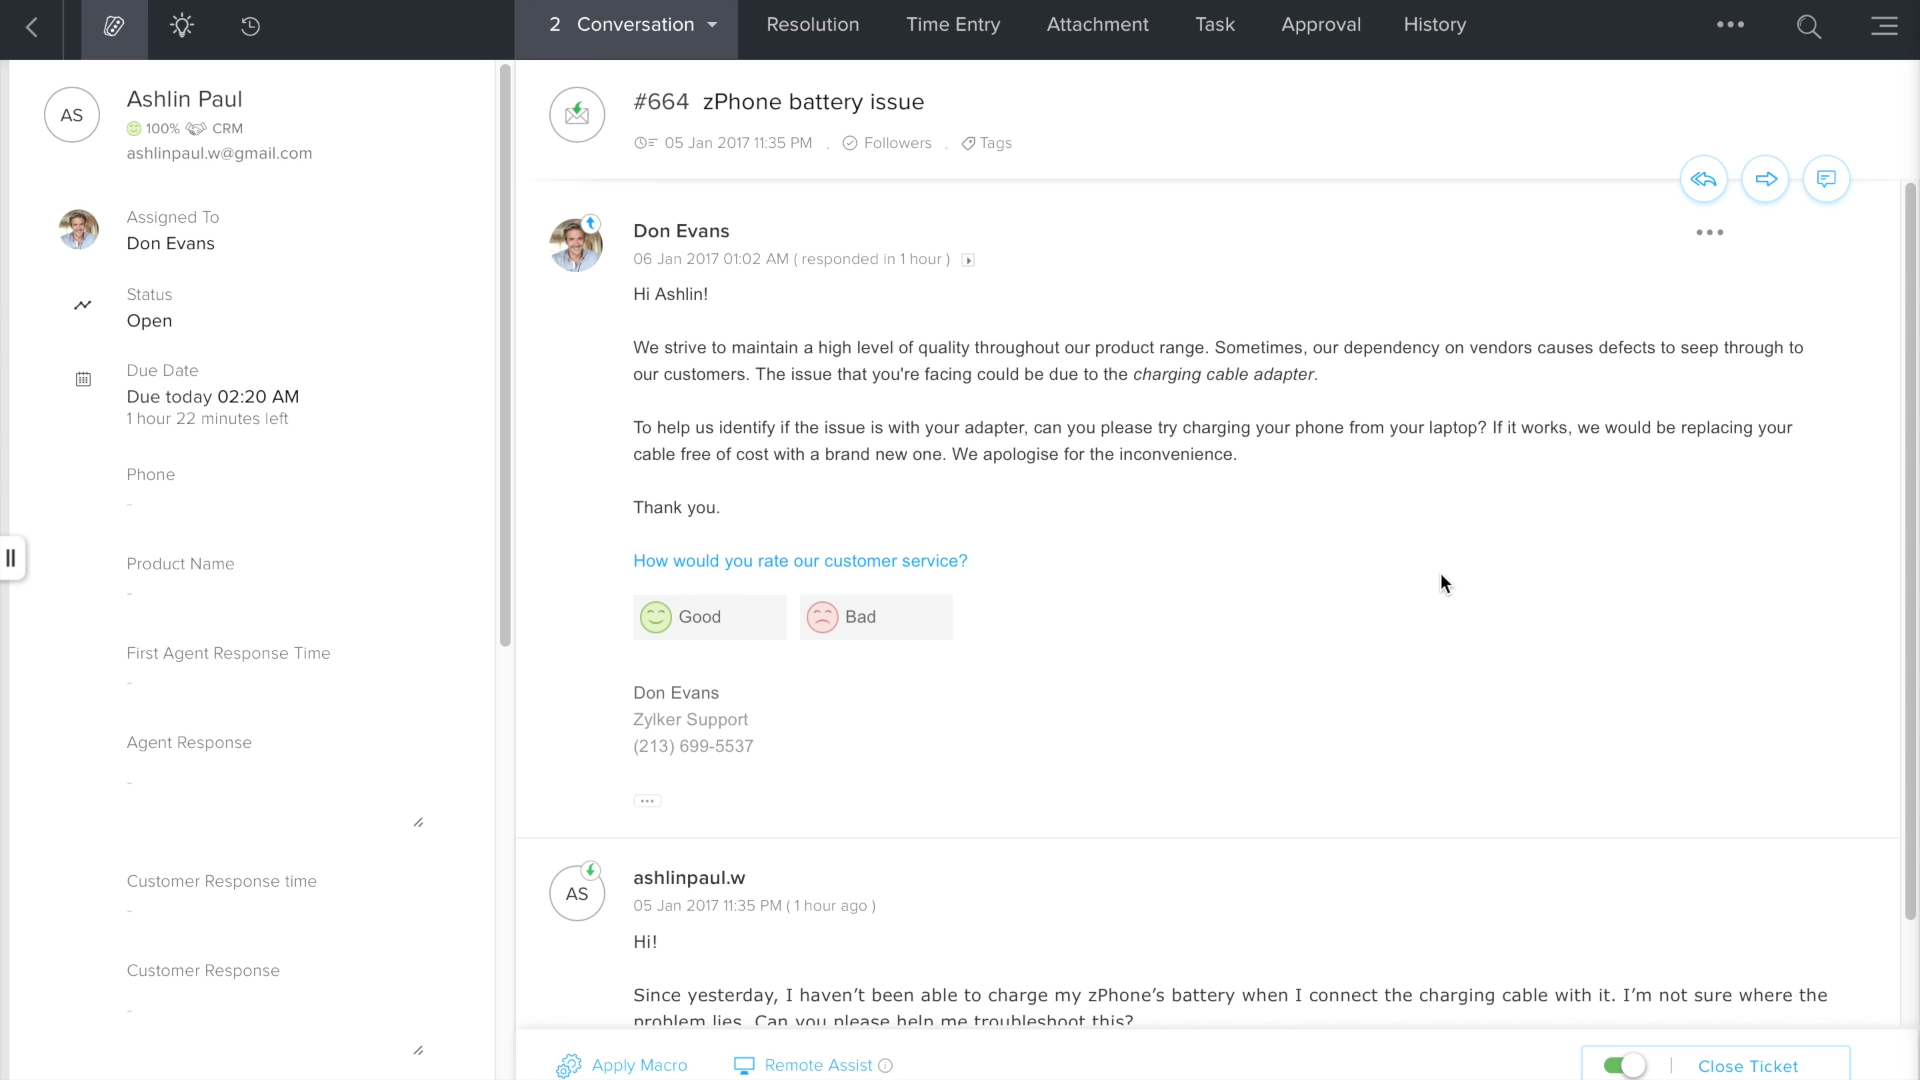 2 Conversation Resolution Time Entry Attachment Task Approval History
AS
Ashlin Paul
100% CRM
ashlinpaul.w@gmail.com
Assigned To
Don Evans
Status
Open
Due Date
Due today 02:20 AM
1 hour 22 minutes left
Phone
-
Product Name
-
First Agent Response Time
-
Agent Response
-
Customer Response time
-
Customer Response
-
#664 zPhone battery issue
05 Jan 2017 11:35 PM . Followers . Tags
Don Evans
06 Jan 2017 01:02 AM ( responded in 1 hour )
Hi Ashlin!
We strive to maintain a high level of quality throughout our product range. Sometimes, our dependency on vendors causes defects to seep through to
our customers. The issue that you're facing could be due to the charging cable adapter.
To help us identify if the issue is with your adapter, can you please try charging your phone from your laptop? If it works, we would be replacing your
cable free of cost with a brand new one. We apologise for the inconvenience.
Thank you.
How would you rate our customer service?
Good Bad
Don Evans
Zylker Support
(213) 699-5537
AS
ashlinpaul.w
05 Jan 2017 11:35 PM ( 1 hour ago )
Hi!
Since yesterday, I haven’t been able to charge my zPhone’s battery when I connect the charging cable with it. I’m not sure where the
problem lies. Can you please help me troubleshoot this?
Apply Macro Remote Assist Close Ticket